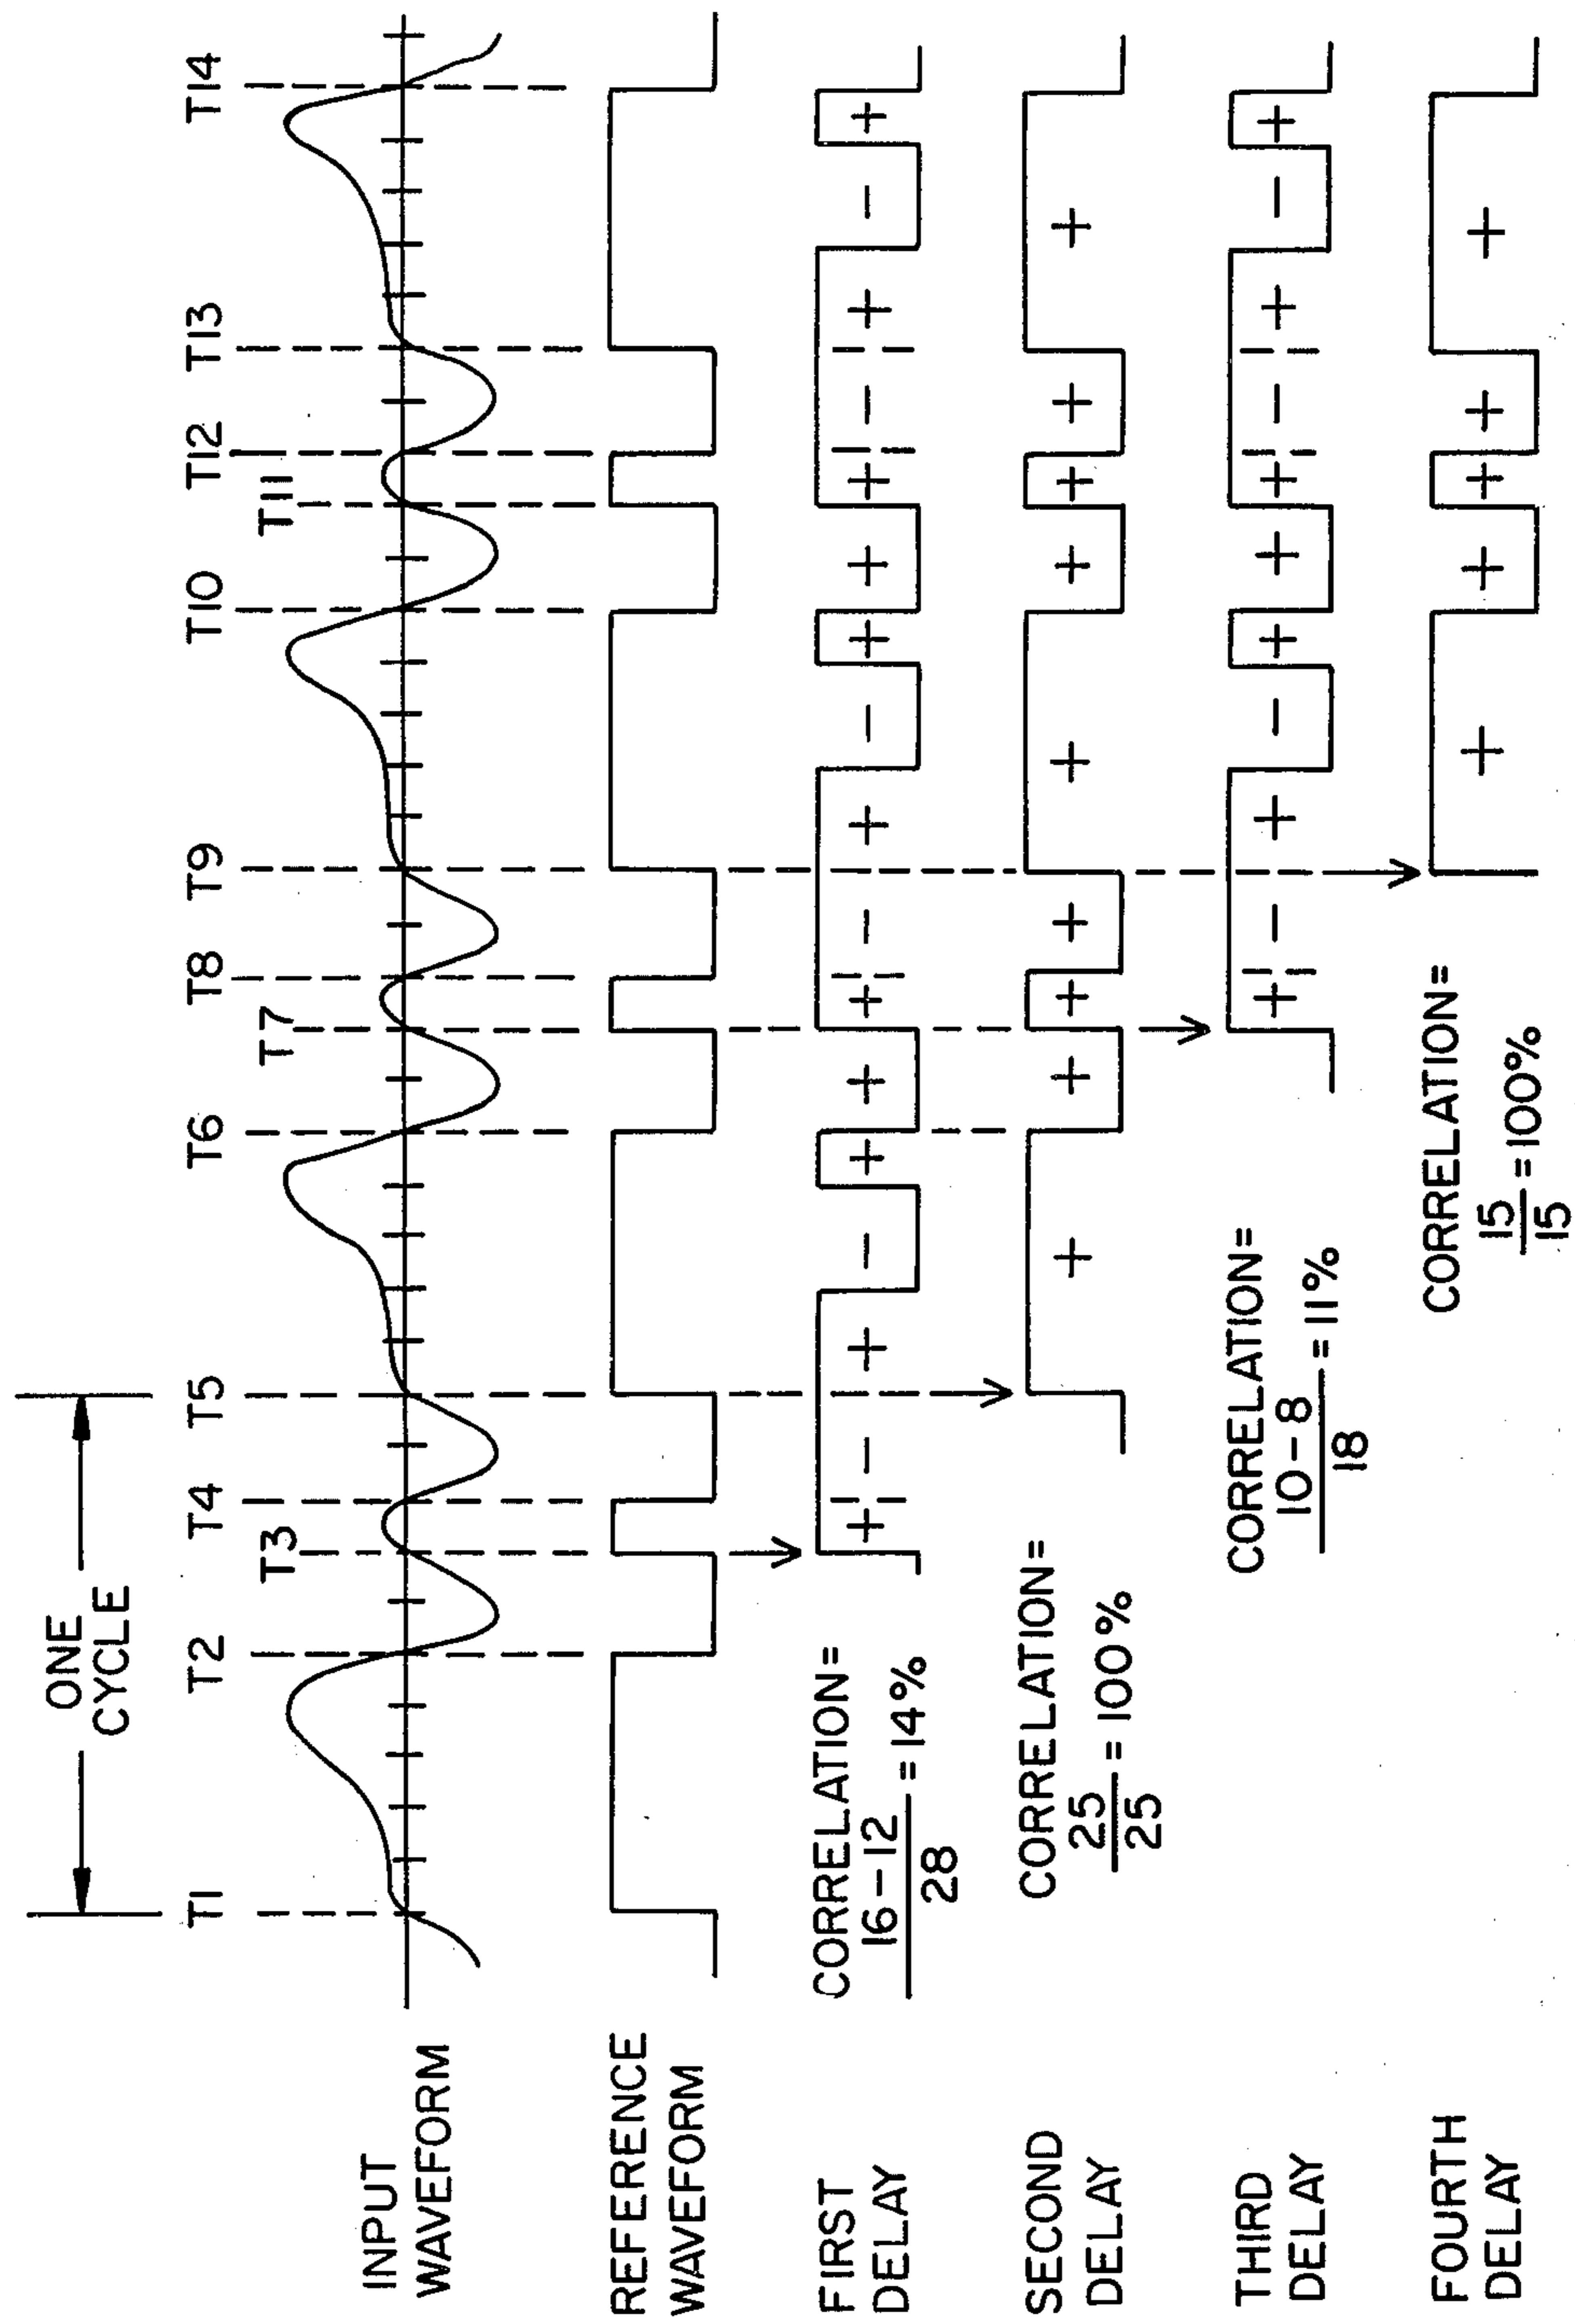 ONE
CYCLE
T1 T2 T3 T4 T5 T6 T7 T8 T9 T10 T11 T12 T13 T14
INPUT
WAVEFORM
REFERENCE
WAVEFORM
FIRST
DELAY
CORRELATION=
16-12
28
=14%
+ - + - + + + - + - + + + - + - +
SECOND
DELAY
CORRELATION=
25
25
=100%
+ + + + + + + + +
THIRD
DELAY
CORRELATION=
10-8
18
=11%
+ - + - + + + - + - +
FOURTH
DELAY
CORRELATION=
15
15
=100%
+ + + + +